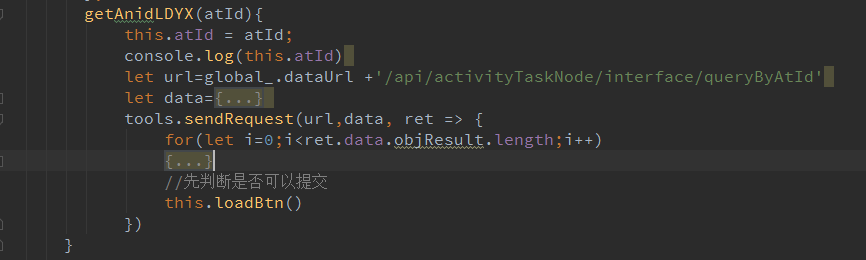 getAnidLDYX(atId){
this.atId = atId;
console.log(this.atId)
let url=global_.dataUrl +'/api/activityTaskNode/interface/queryByAtId'
let data={...}
tools.sendRequest(url,data, ret => {
for(let i=0;i<ret.data.objResult.length;i++)
{...}
//先判断是否可以提交
this.loadBtn()
})
}